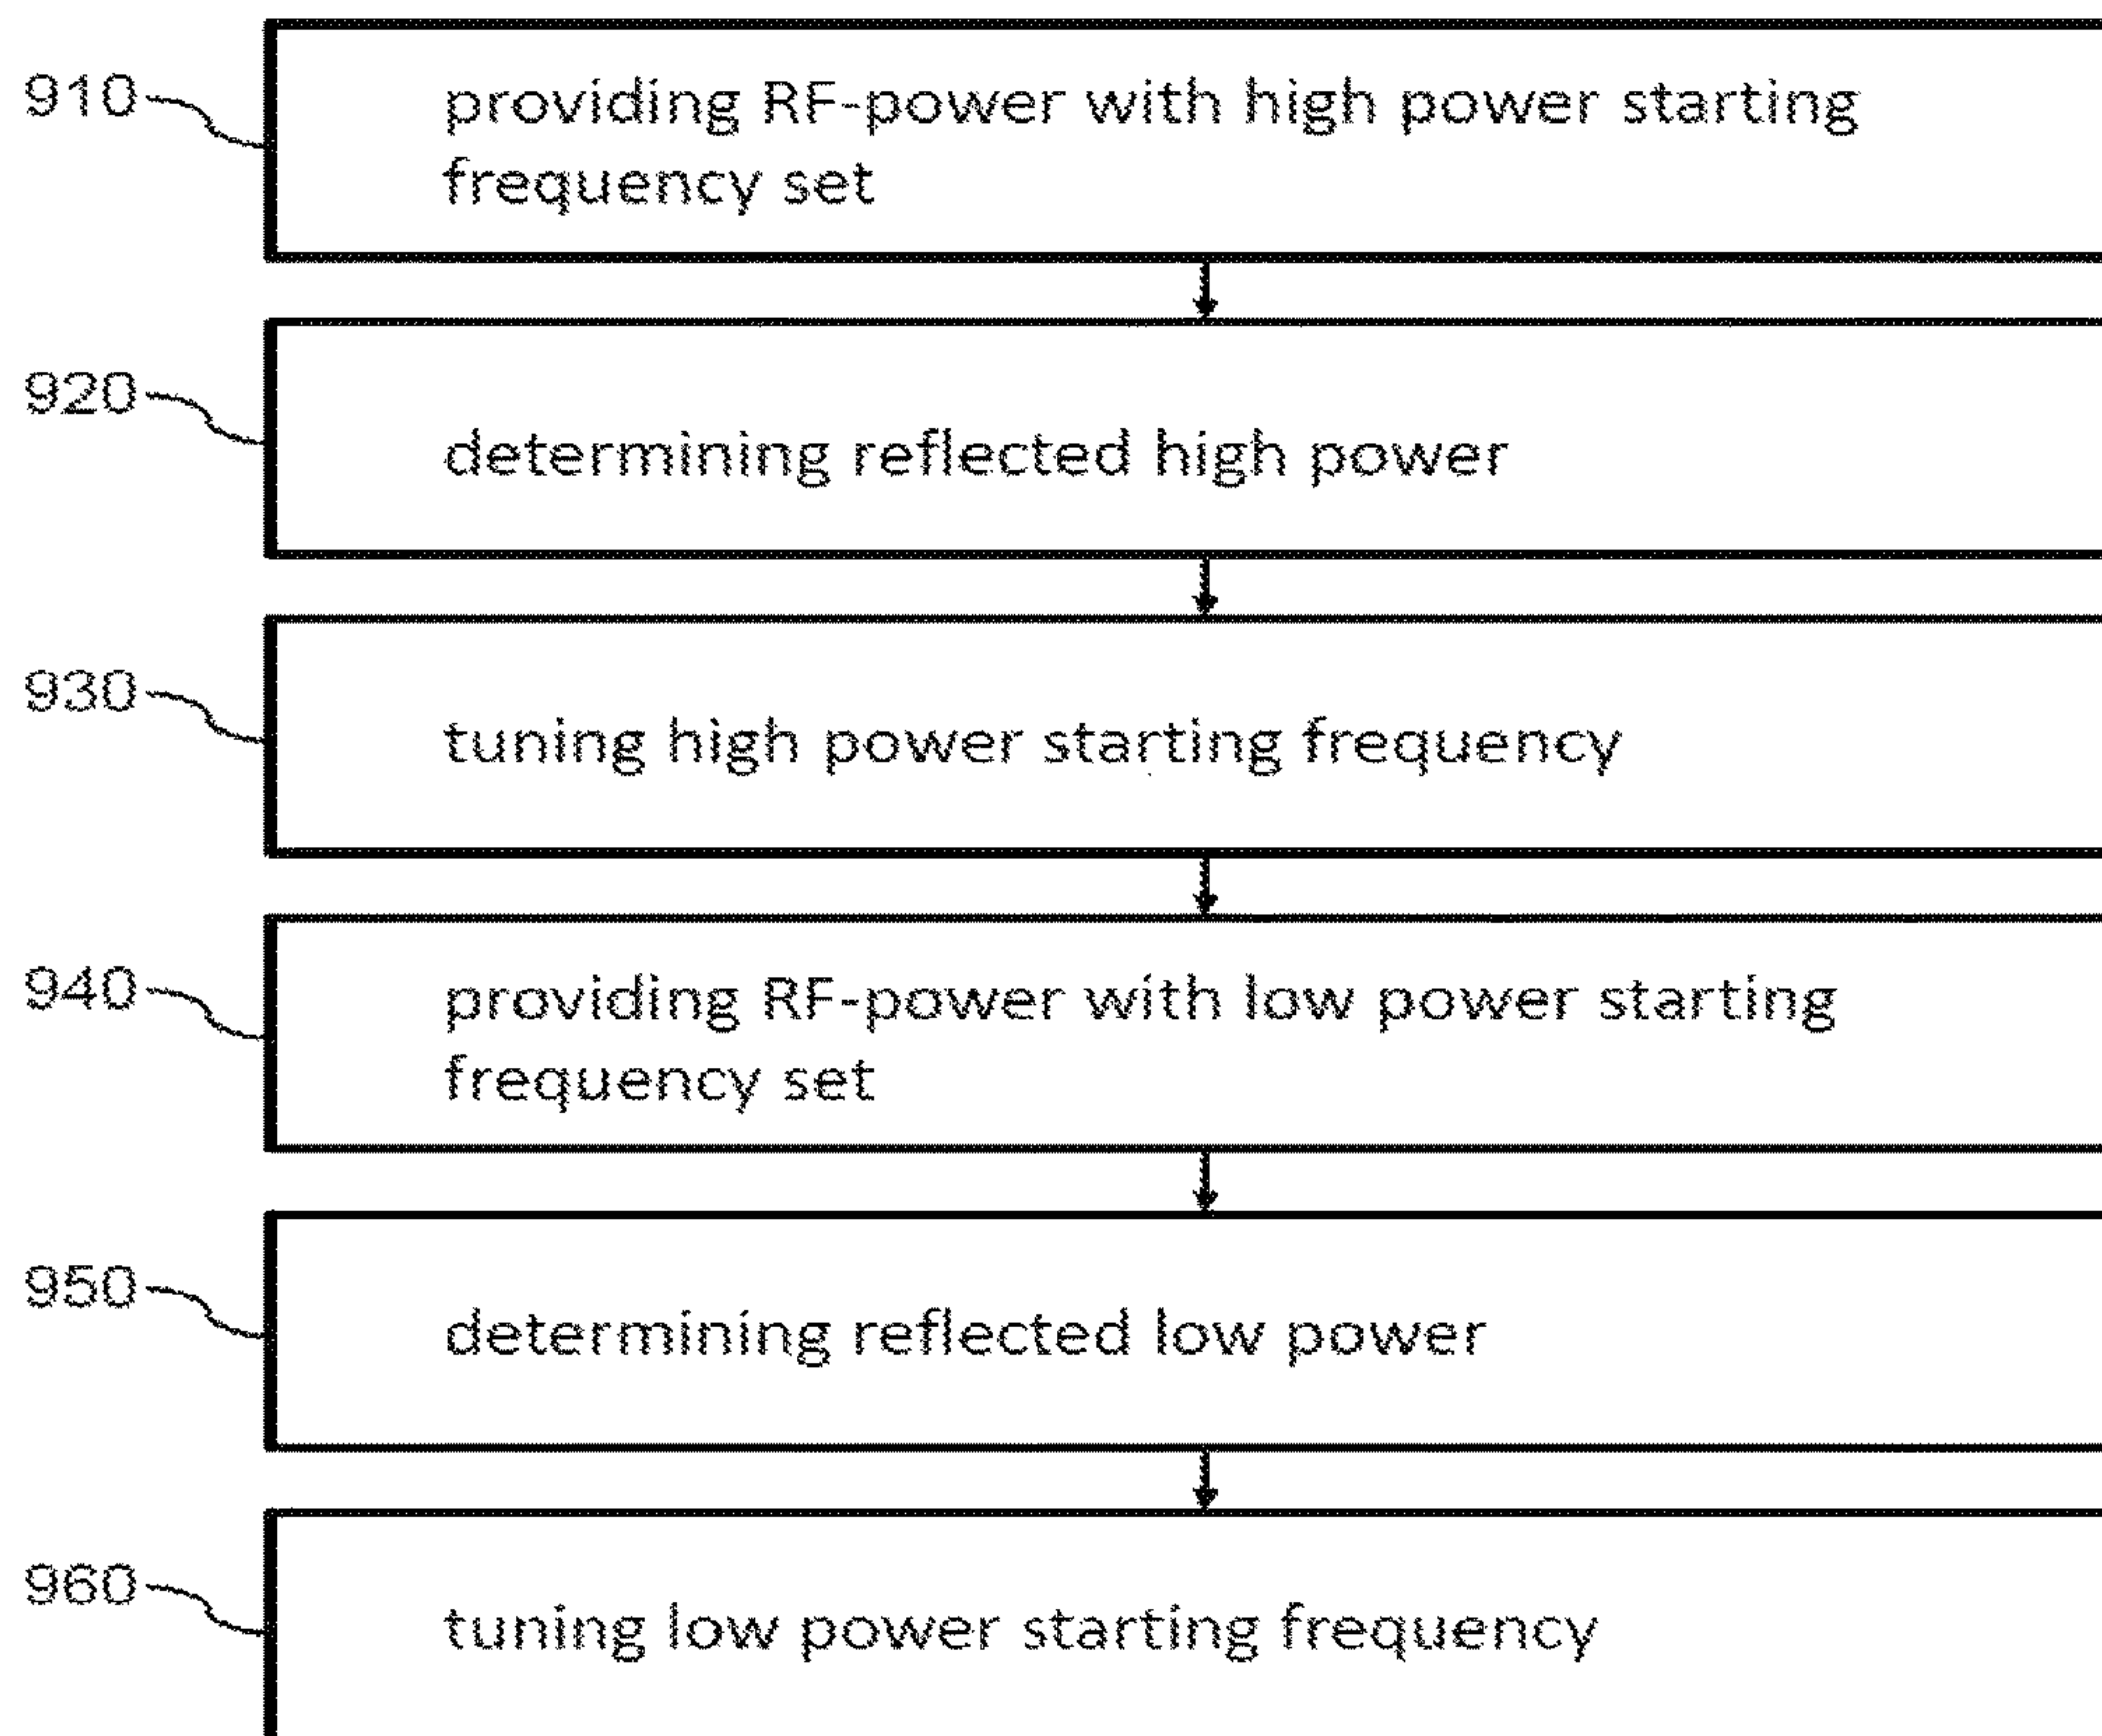 910
providing RF-power with high power starting
frequency set
920
determining reflected high power
930
tuning high power starting frequency
940
providing RF-power with low power starting
frequency set
950
determining reflected low power
960
tuning low power starting frequency